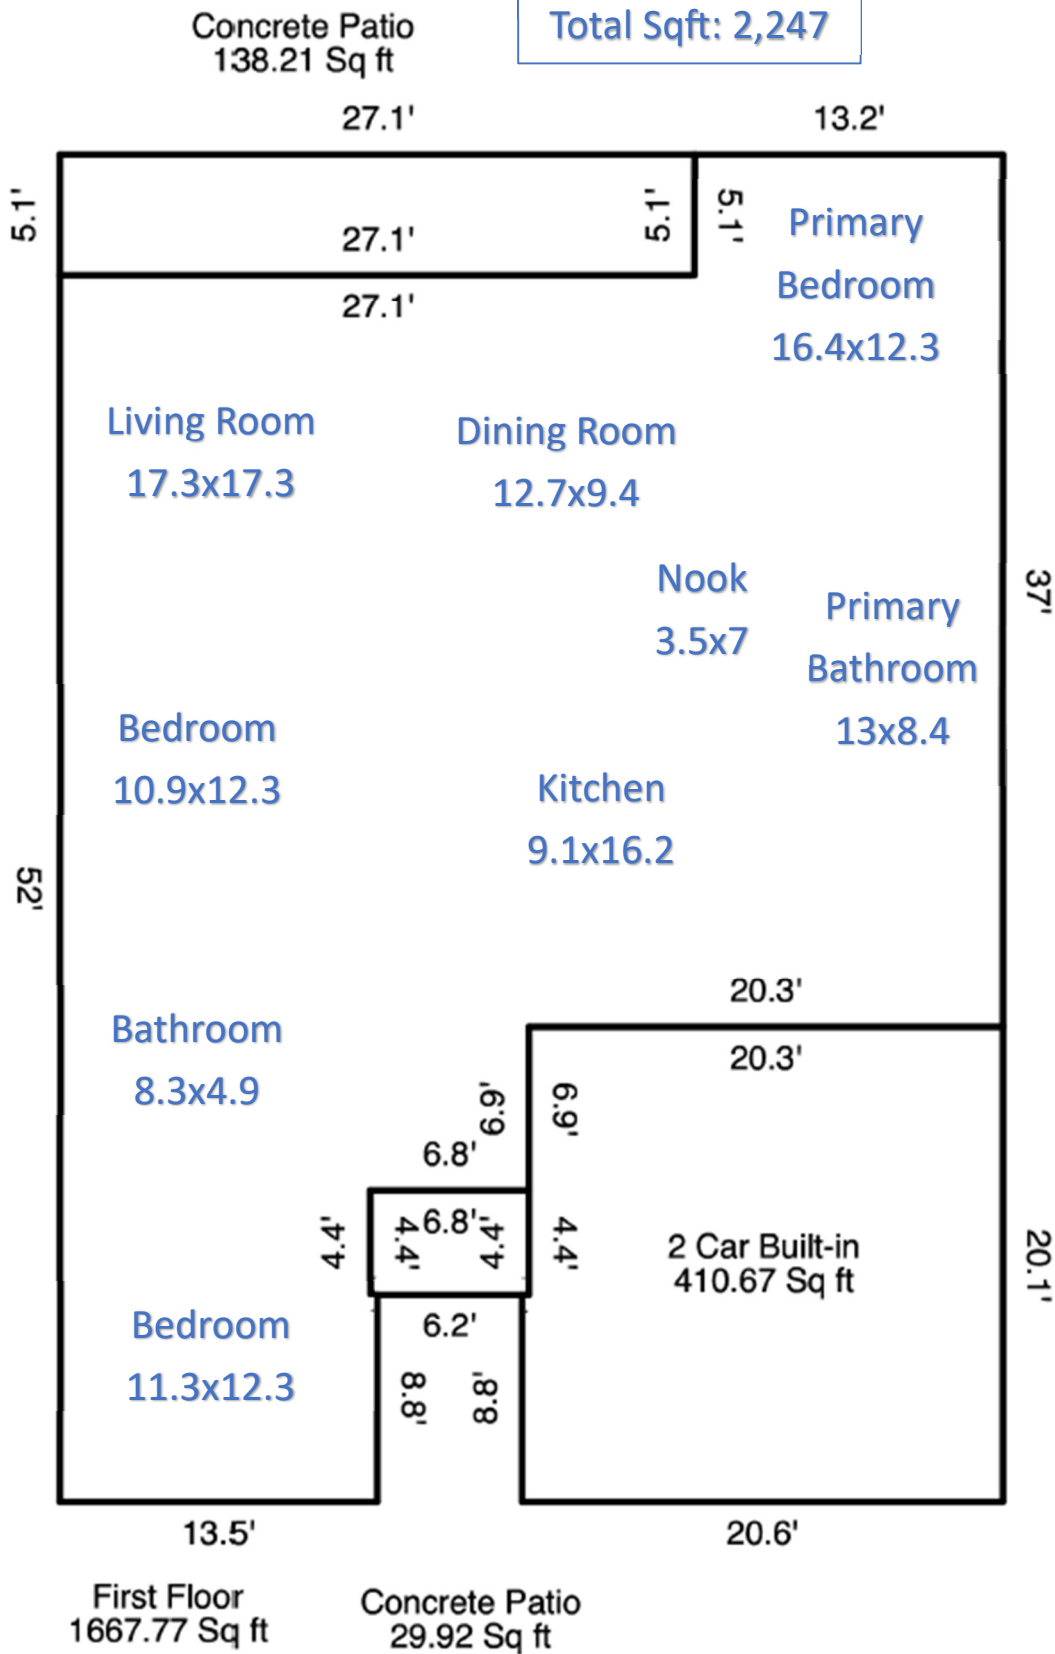 Concrete Patio
138.21 Sq ft
Total Sqft: 2,247
27.1'
13.2'
5.1'
27.1'
5.1'
5.1'
27.1'
Primary
Bedroom
16.4x12.3
Living Room
17.3x17.3
Dining Room
12.7x9.4
Nook
3.5x7
37'
Primary
Bathroom
13x8.4
Bedroom
10.9x12.3
Kitchen
9.1x16.2
52'
20.3'
20.3'
Bathroom
8.3x4.9
6.9'
6.9'
6.8'
4.4'
4.4'
6.8'
4.4'
4.4'
2 Car Built-in
410.67 Sq ft
20.1'
6.2'
Bedroom
11.3x12.3
8.8'
8.8'
13.5'
20.6'
First Floor
1667.77 Sq ft
Concrete Patio
29.92 Sq ft